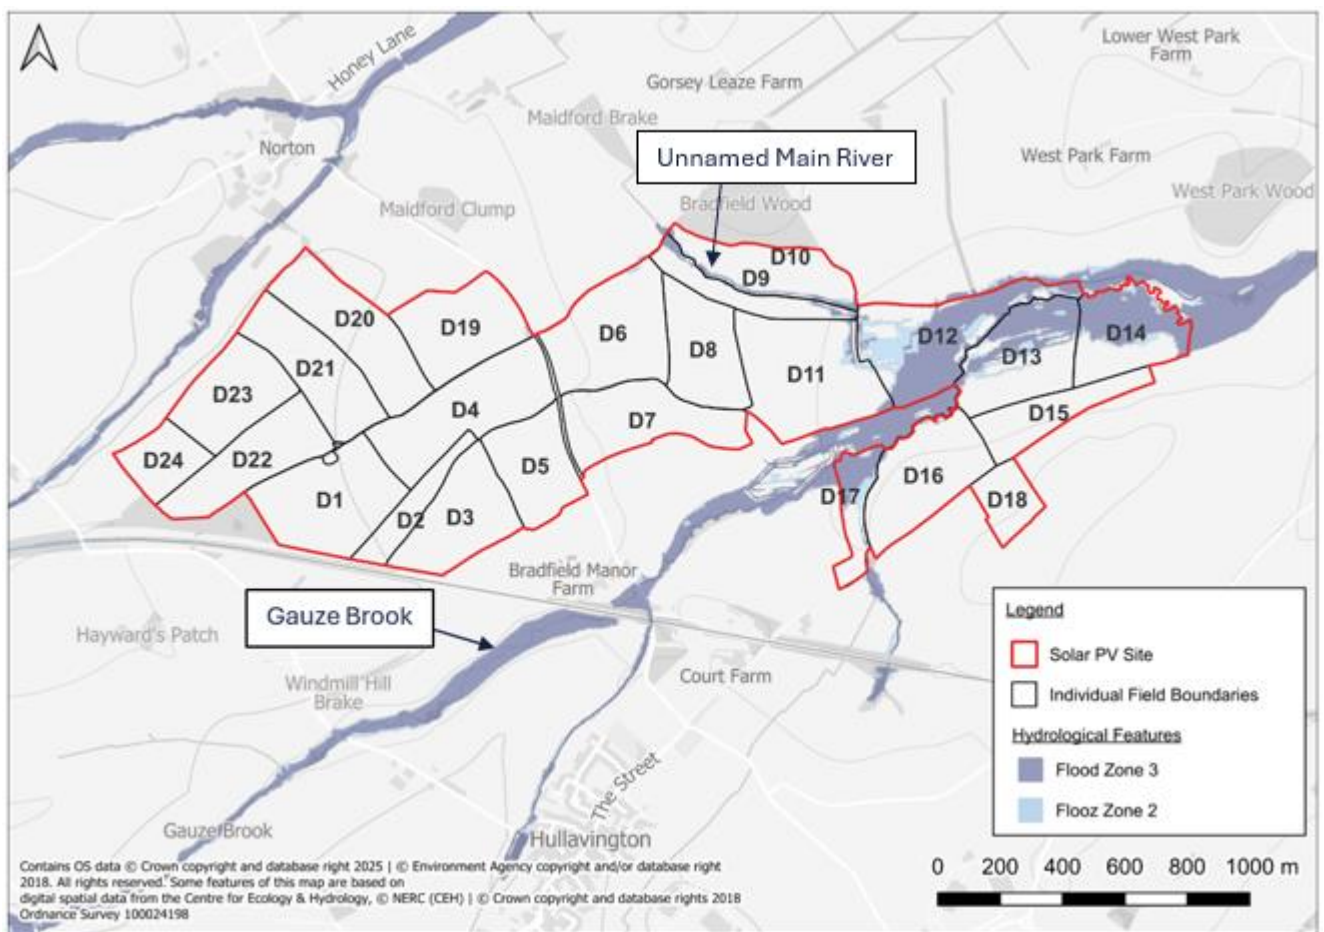 Honey Lane
Lower West Park
Farm
Gorsey Leaze Farm
Maidford Brake
Norton
Unnamed Main River
West Park Farm
West Park Wood
Maidford Clump
Bradfield Wood
D10
D9
D20
D19
D6
D12
D14
D8
D13
D21
D11
D23
D4
D15
D7
D24
D22
D5
D16
D1
D17
D18
D2
D3
Bradfield Manor
Farm
Gauze Brook
Hayward's Patch
Court Farm
Windmill Hill
Brake
The Street
Gauze Brook
Hullavington
Legend
Solar PV Site
Individual Field Boundaries
Hydrological Features
Flood Zone 3
Flooz Zone 2
0 200 400 600 800 1000 m
Contains OS data © Crown copyright and database right 2025 | © Environment Agency copyright and/or database right
2018. All rights reserved. Some features of this map are based on
digital spatial data from the Centre for Ecology & Hydrology, © NERC (CEH) | © Crown copyright and database rights 2018
Ordnance Survey 100024198